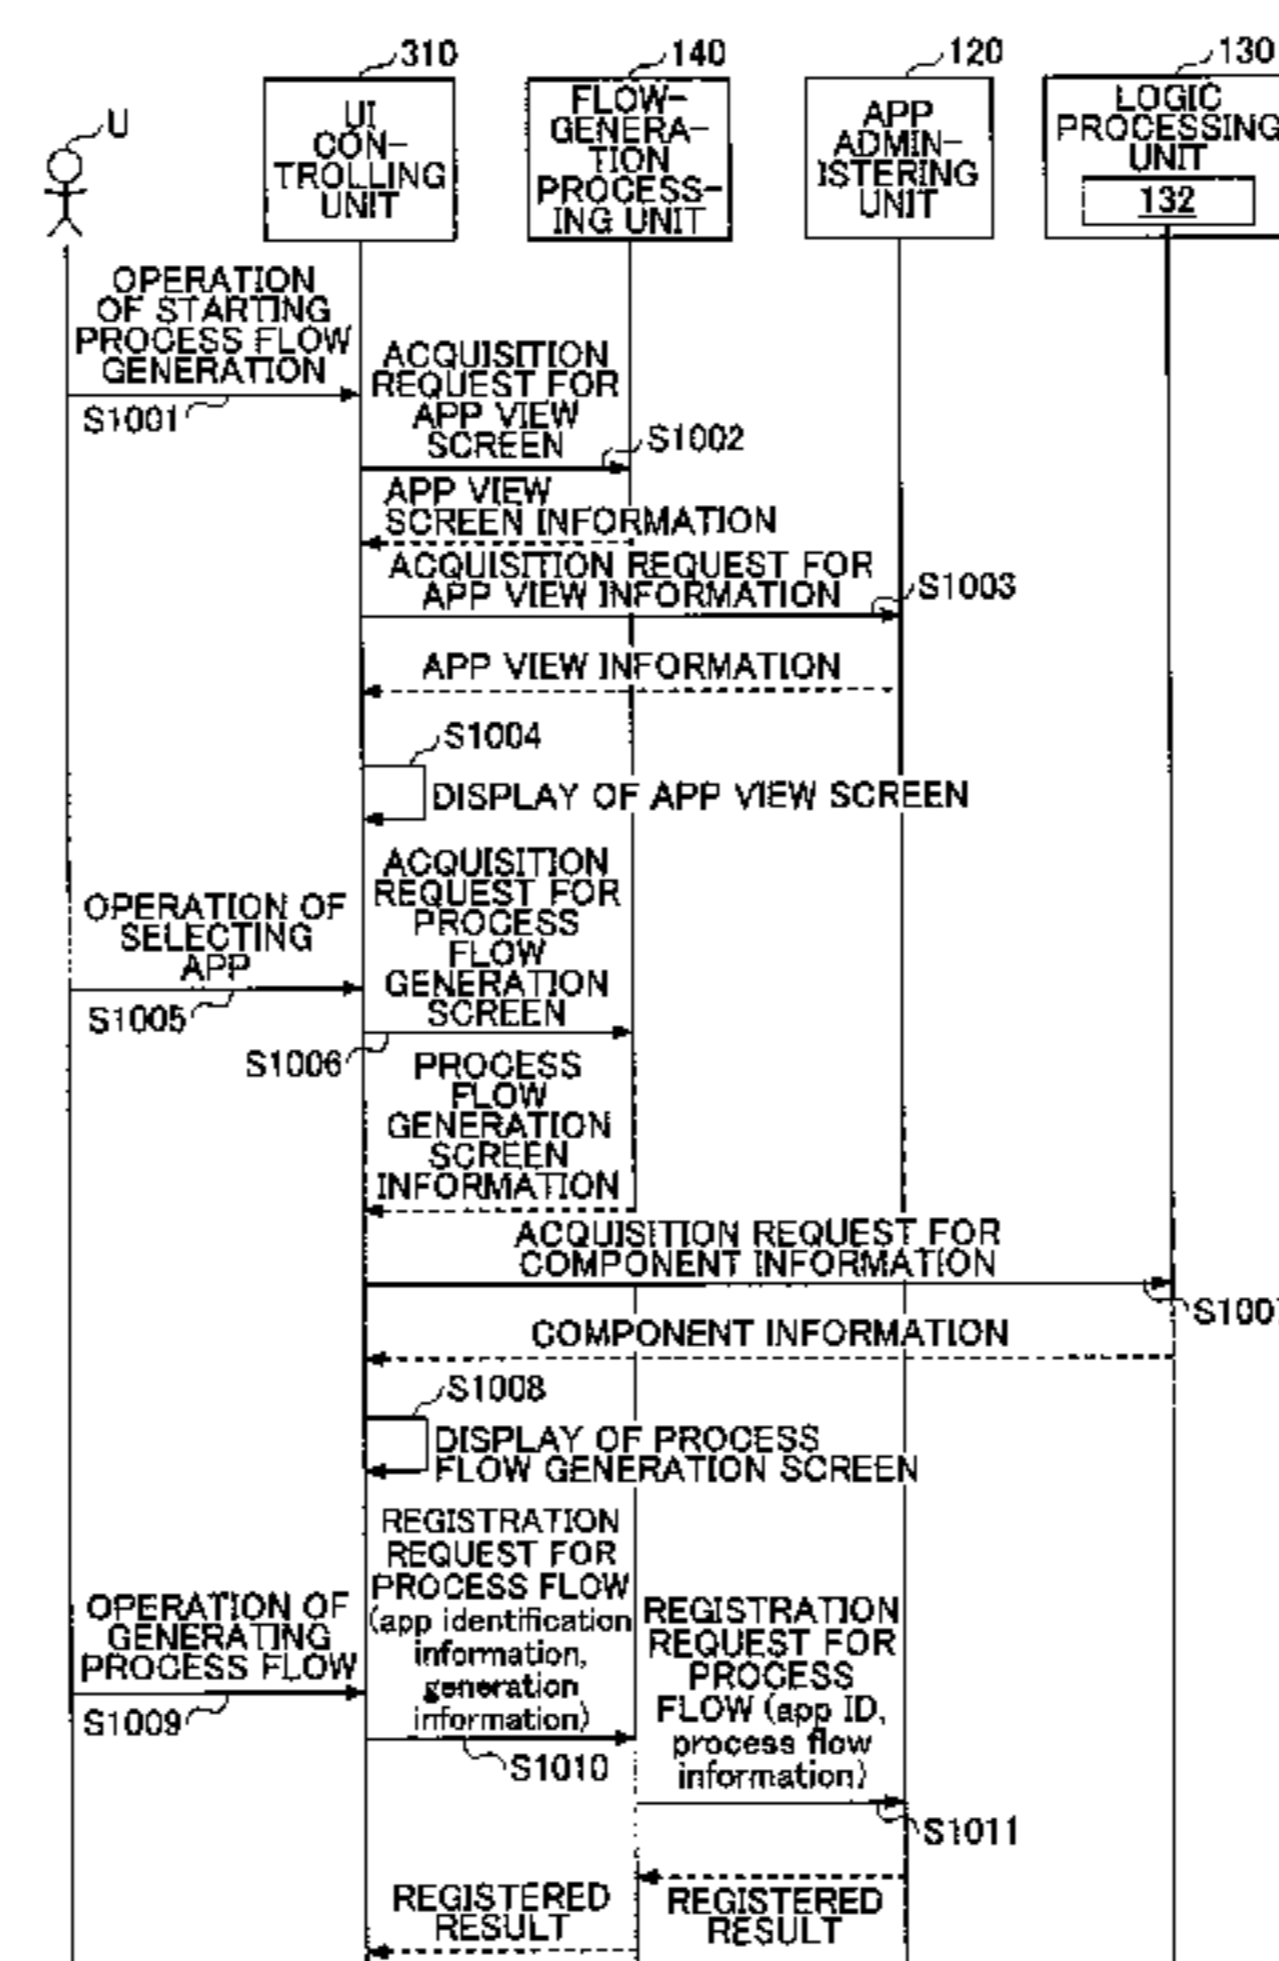 310
140
120
130
U
UI
CON-
TROLLING
UNIT
FLOW-
GENERA-
TION
PROCESS-
ING UNIT
APP
ADMIN-
ISTERING
UNIT
LOGIC
PROCESSING
UNIT
132
OPERATION
OF STARTING
PROCESS FLOW
GENERATION
S1001
ACQUISITION
REQUEST FOR
APP VIEW
SCREEN
S1002
APP VIEW
SCREEN INFORMATION
ACQUISITION REQUEST FOR
APP VIEW INFORMATION
S1003
APP VIEW INFORMATION
S1004
DISPLAY OF APP VIEW SCREEN
OPERATION OF
SELECTING
APP
S1005
ACQUISITION
REQUEST FOR
PROCESS
FLOW
GENERATION
SCREEN
S1006
PROCESS
FLOW
GENERATION
SCREEN
INFORMATION
ACQUISITION REQUEST FOR
COMPONENT INFORMATION
S1007
COMPONENT INFORMATION
S1008
DISPLAY OF PROCESS
FLOW GENERATION SCREEN
OPERATION OF
GENERATING
PROCESS FLOW
S1009
REGISTRATION
REQUEST FOR
PROCESS FLOW
(app identification
information,
generation
information)
S1010
REGISTRATION
REQUEST FOR
PROCESS
FLOW (app ID,
process flow
information)
S1011
REGISTERED
RESULT
REGISTERED
RESULT